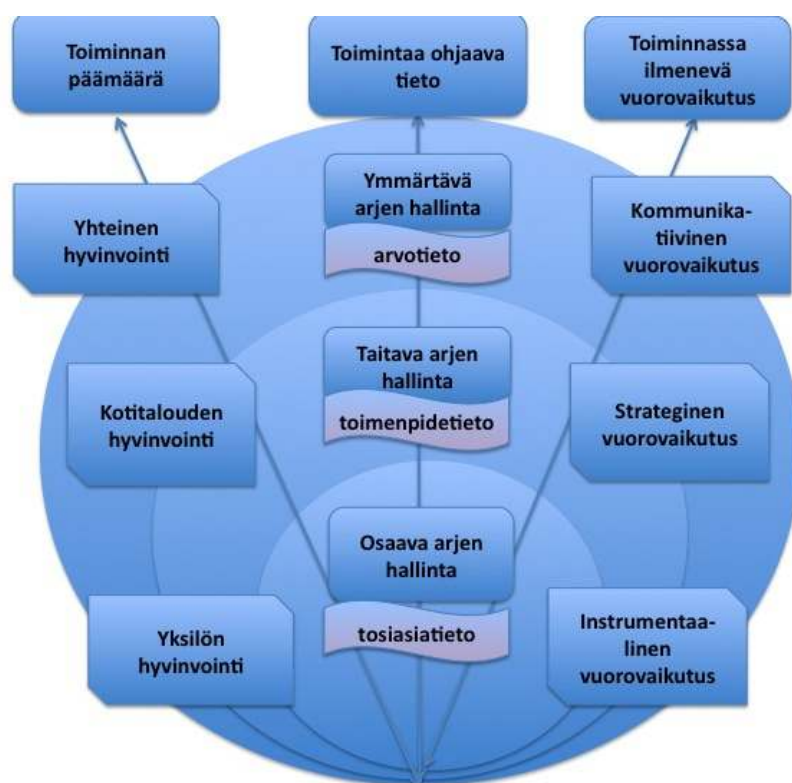 Toiminnan
päämäärä
Toimintaa ohjaava
tieto
Toiminnassa
ilmenevä
vuorovaikutus
Yhteinen
hyvinvointi
Ymmärtävä
arjen hallinta
arvotieto
Kommunika-
tiivinen
vuorovaikutus
Kotitalouden
hyvinvointi
Taitava arjen
hallinta
toimenpidetieto
Strateginen
vuorovaikutus
Yksilön
hyvinvointi
Osaava arjen
hallinta
tosiasiatieto
Instrumentaa-
linen
vuorovaikutus